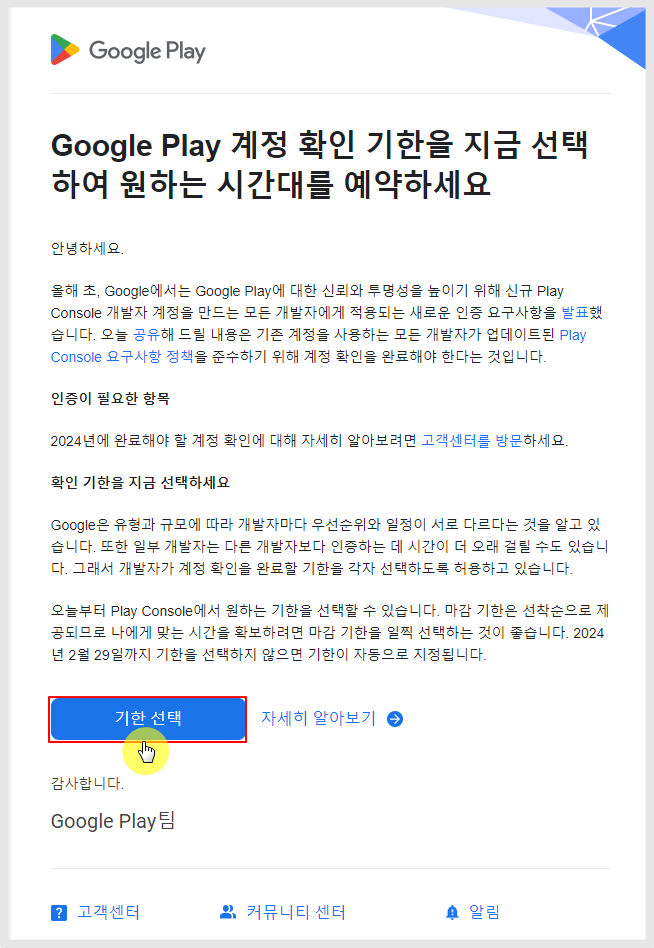 Google Play
Google Play 계정 확인 기한을 지금 선택
하여 원하는 시간대를 예약하세요
안녕하세요.
올해 초, Google에서는 Google Play에 대한 신뢰와 투명성을 높이기 위해 신규 Play
Console 개발자 계정을 만드는 모든 개발자에게 적용되는 새로운 인증 요구사항을 발표했
습니다. 오늘 공유해 드릴 내용은 기존 계정을 사용하는 모든 개발자가 업데이트된 Play
Console 요구사항 정책을 준수하기 위해 계정 확인을 완료해야 한다는 것입니다.
인증이 필요한 항목
2024년에 완료해야 할 계정 확인에 대해 자세히 알아보려면 고객센터를 방문하세요.
확인 기한을 지금 선택하세요
Google은 유형과 규모에 따라 개발자마다 우선순위와 일정이 서로 다르다는 것을 알고 있
습니다. 또한 일부 개발자는 다른 개발자보다 인증하는 데 시간이 더 오래 걸릴 수도 있습니
다. 그래서 개발자가 계정 확인을 완료할 기한을 각자 선택하도록 허용하고 있습니다.
오늘부터 Play Console에서 원하는 기한을 선택할 수 있습니다. 마감 기한은 선착순으로 제
공되므로 나에게 맞는 시간을 확보하려면 마감 기한을 일찍 선택하는 것이 좋습니다. 2024
년 2월 29일까지 기한을 선택하지 않으면 기한이 자동으로 지정됩니다.
기한 선택 자세히 알아보기
감사합니다.
Google Play팀
고객센터 커뮤니티 센터 알림